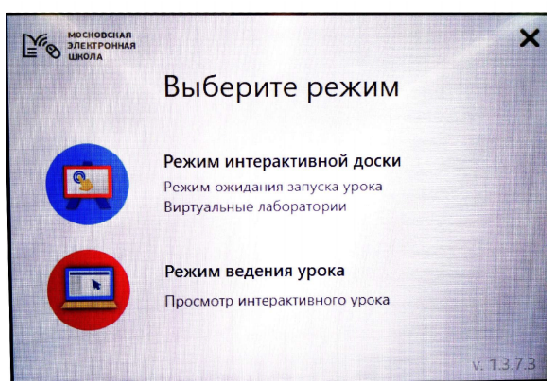 МОСКОВСКАЯ
ЭЛЕКТРОННАЯ
ШКОЛА
Выберите режим
Режим интерактивной доски
Режим ожидания запуска урока
Виртуальные лаборатории
Режим ведения урока
Просмотр интерактивного урока
v. 1.3.7.3